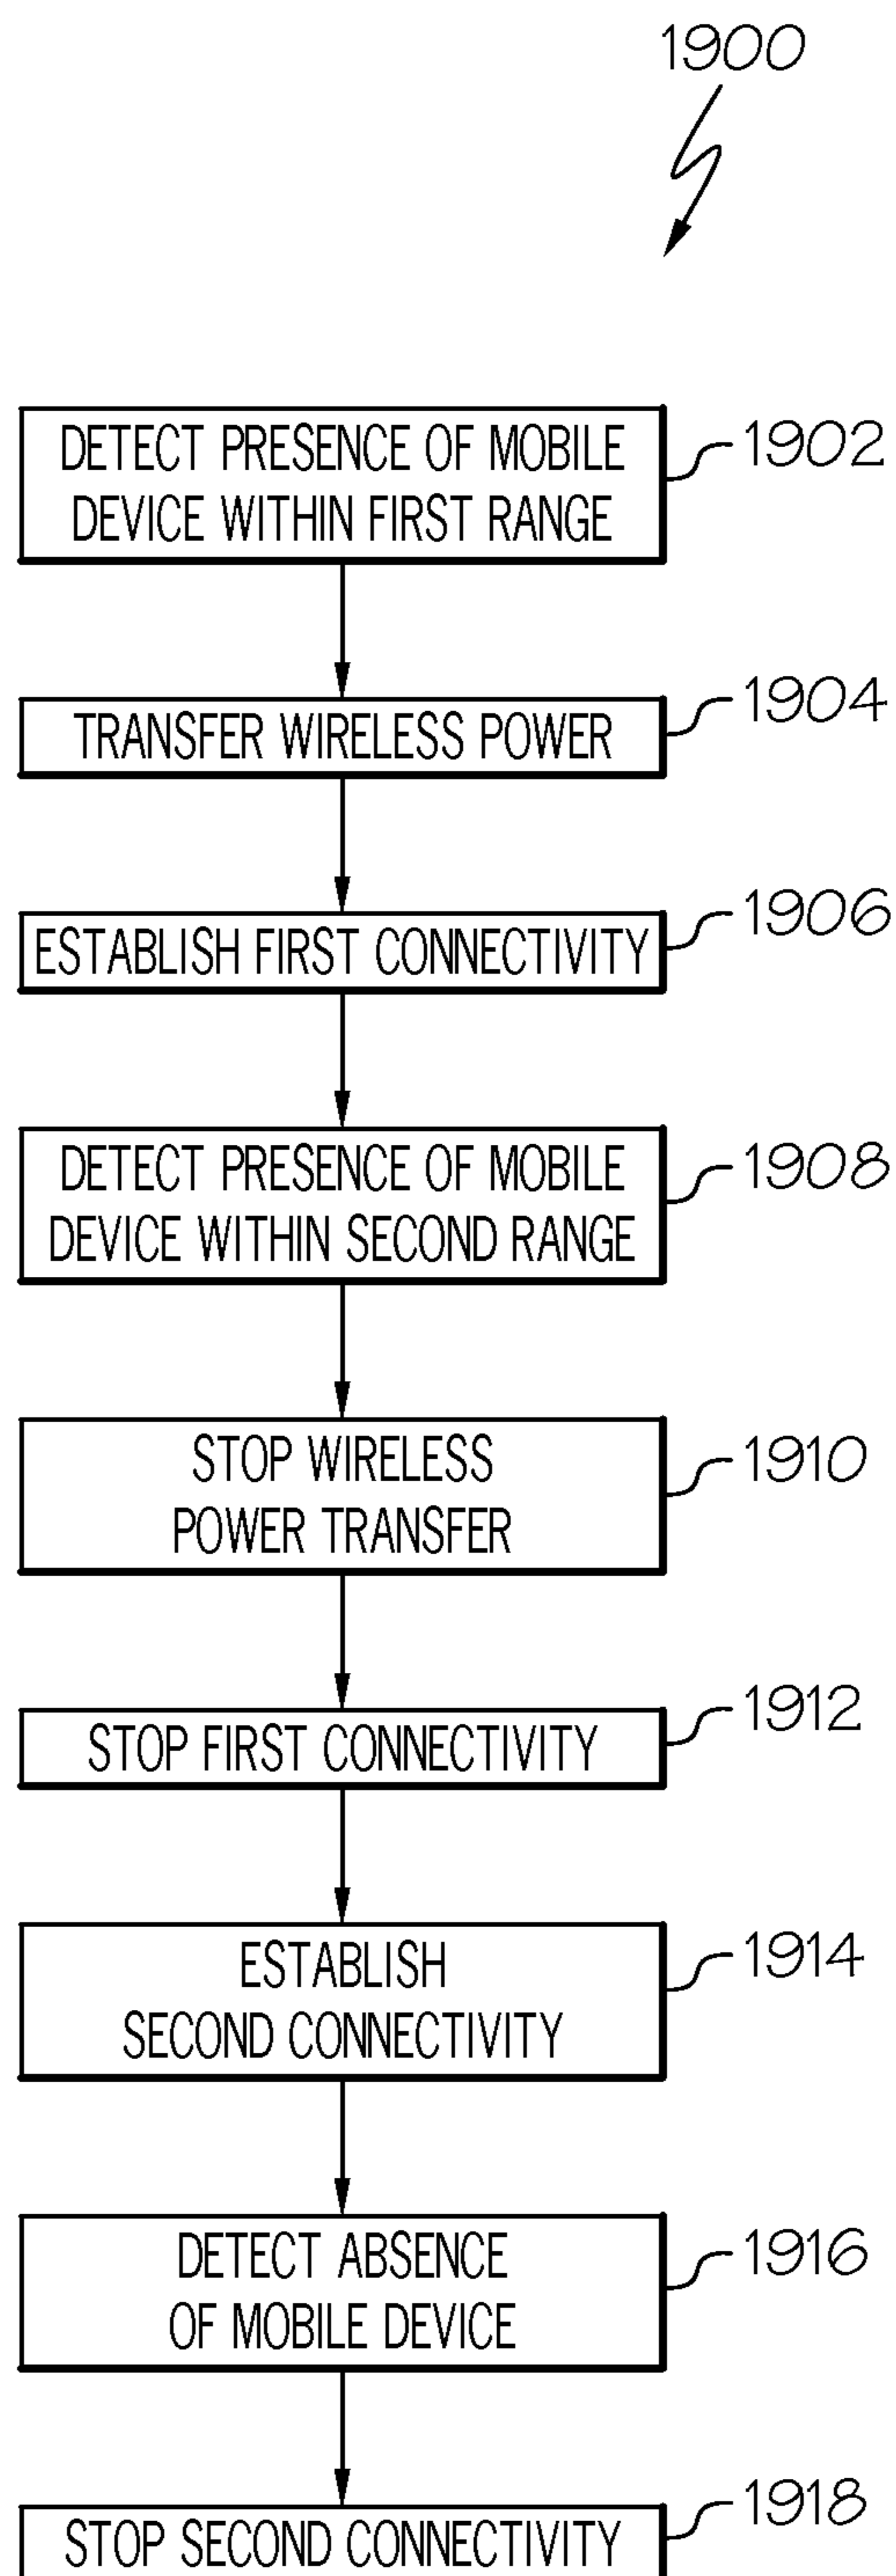 1900
DETECT PRESENCE OF MOBILE
DEVICE WITHIN FIRST RANGE
1902
TRANSFER WIRELESS POWER
1904
ESTABLISH FIRST CONNECTIVITY
1906
DETECT PRESENCE OF MOBILE
DEVICE WITHIN SECOND RANGE
1908
STOP WIRELESS
POWER TRANSFER
1910
STOP FIRST CONNECTIVITY
1912
ESTABLISH
SECOND CONNECTIVITY
1914
DETECT ABSENCE
OF MOBILE DEVICE
1916
STOP SECOND CONNECTIVITY
1918